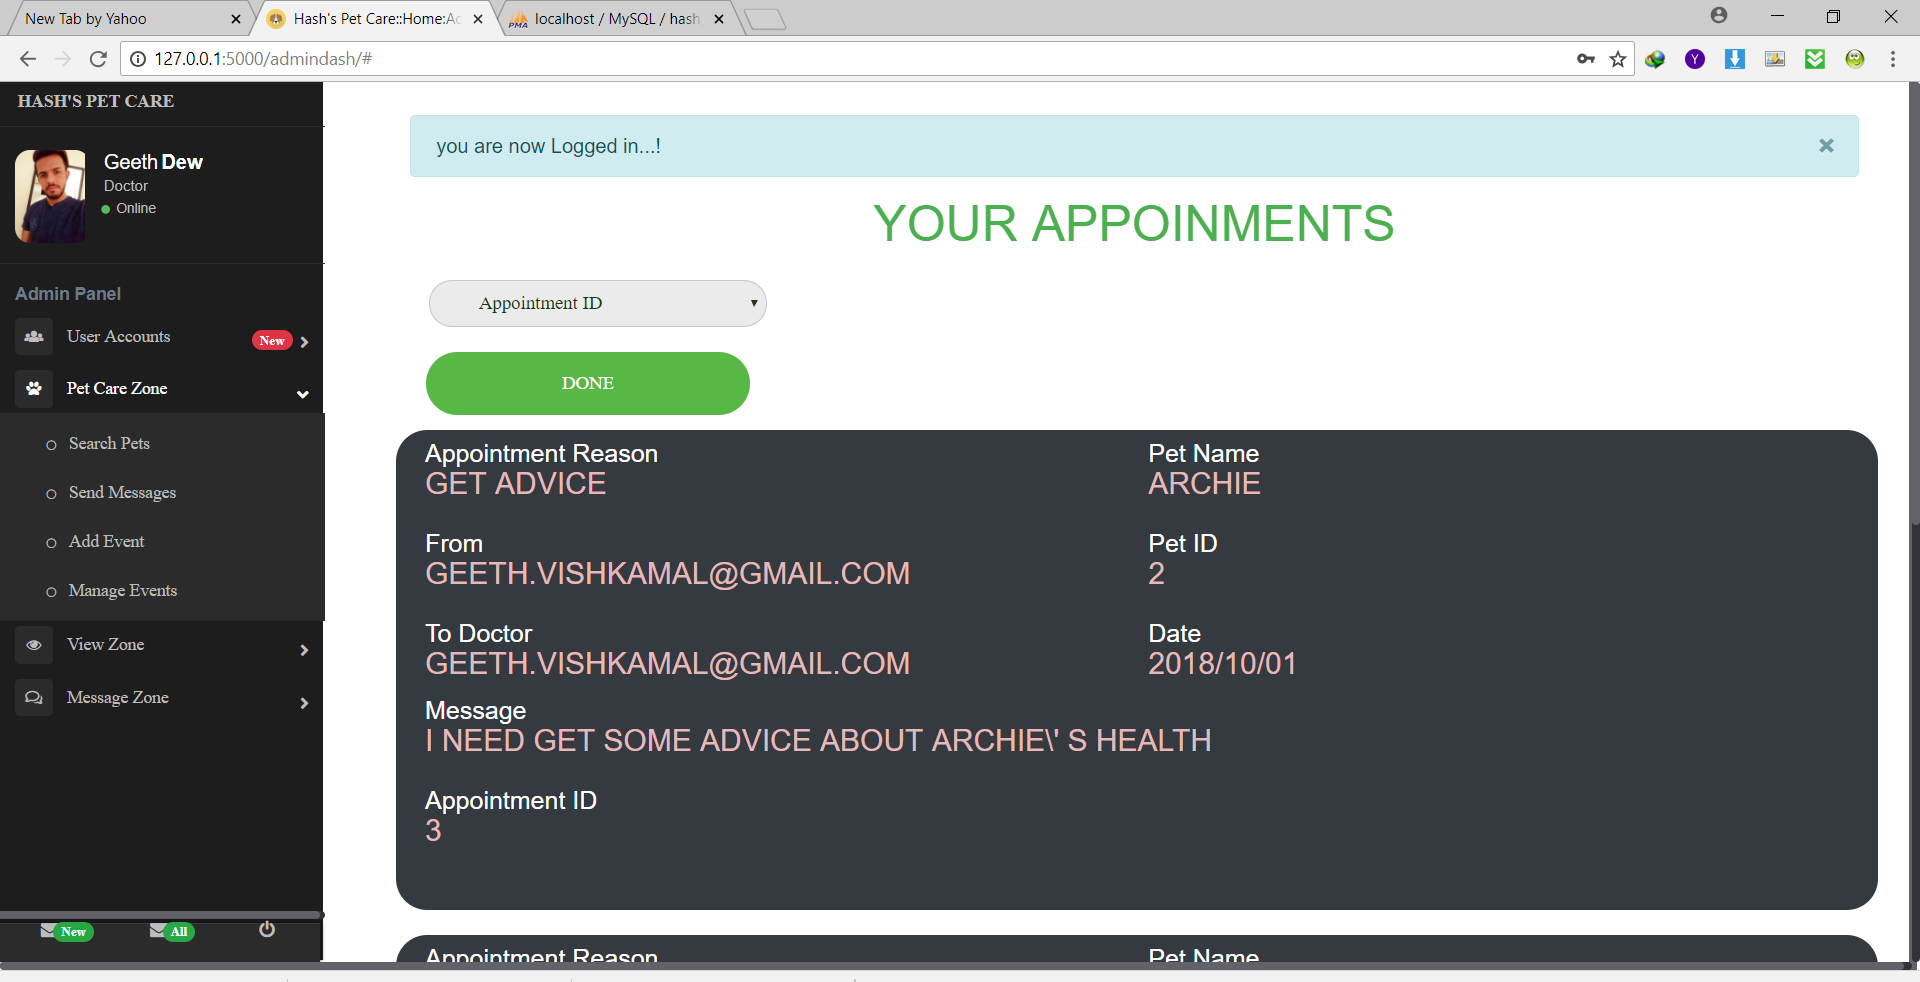 New Tab by Yahoo
Hash's Pet Care::Home:Ac
localhost / MySQL / hash
127.0.0.1:5000/admindash/#
HASH'S PET CARE
Geeth Dew
Doctor
Online
Admin Panel
User Accounts
New
Pet Care Zone
Search Pets
Send Messages
Add Event
Manage Events
View Zone
Message Zone
New
All
you are now Logged in...!
×
YOUR APPOINMENTS
Appointment ID
DONE
Appointment Reason
GET ADVICE
Pet Name
ARCHIE
From
GEETH.VISHKAMAL@GMAIL.COM
Pet ID
2
To Doctor
GEETH.VISHKAMAL@GMAIL.COM
Date
2018/10/01
Message
I NEED GET SOME ADVICE ABOUT ARCHIE\' S HEALTH
Appointment ID
3
Appointment Reason
Pet Name